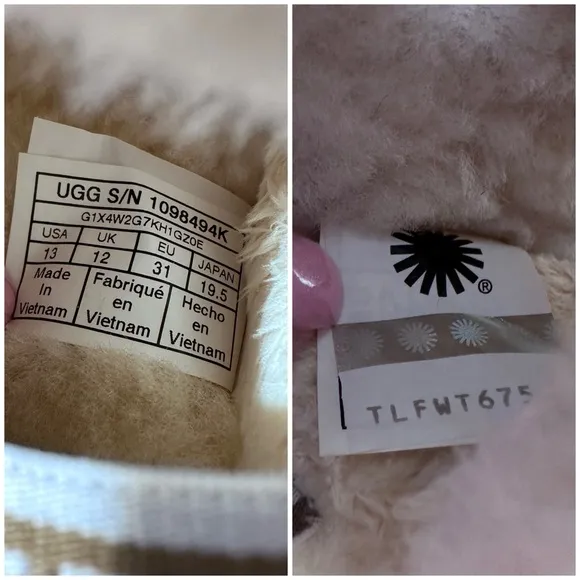 UGG S/N 1098494K
G1X4W2G7KH1GZ0E
USA UK EU JAPAN
13 12 31 19.5
Made In Vietnam
Fabriqué en Vietnam
Hecho en Vietnam
®
TLFWT675